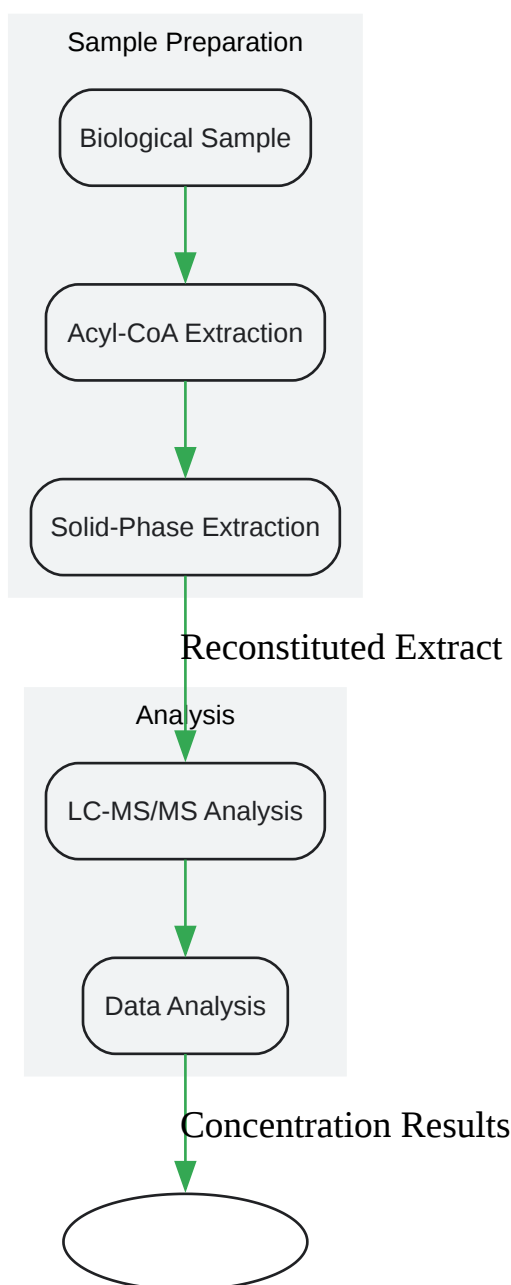 Sample Preparation
Biological Sample
Acyl-CoA Extraction
Solid-Phase Extraction
Reconstituted Extract
Analysis
LC-MS/MS Analysis
Data Analysis
Concentration Results